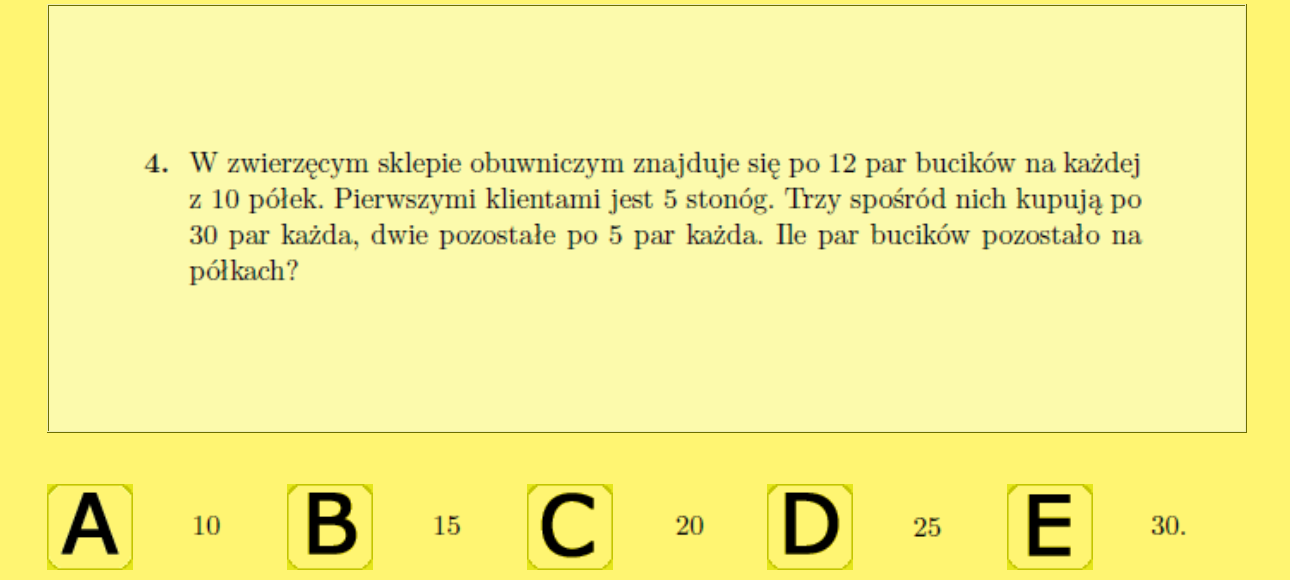 4. W zwierzęcym sklepie obuwniczym znajduje się po 12 par bucików na każdej
z 10 półek. Pierwszymi klientami jest 5 stonóg. Trzy spośród nich kupują po
30 par każda, dwie pozostałe po 5 par każda. Ile par bucików pozostało na
półkach?
A 10 B 15 C 20 D 25 E 30.